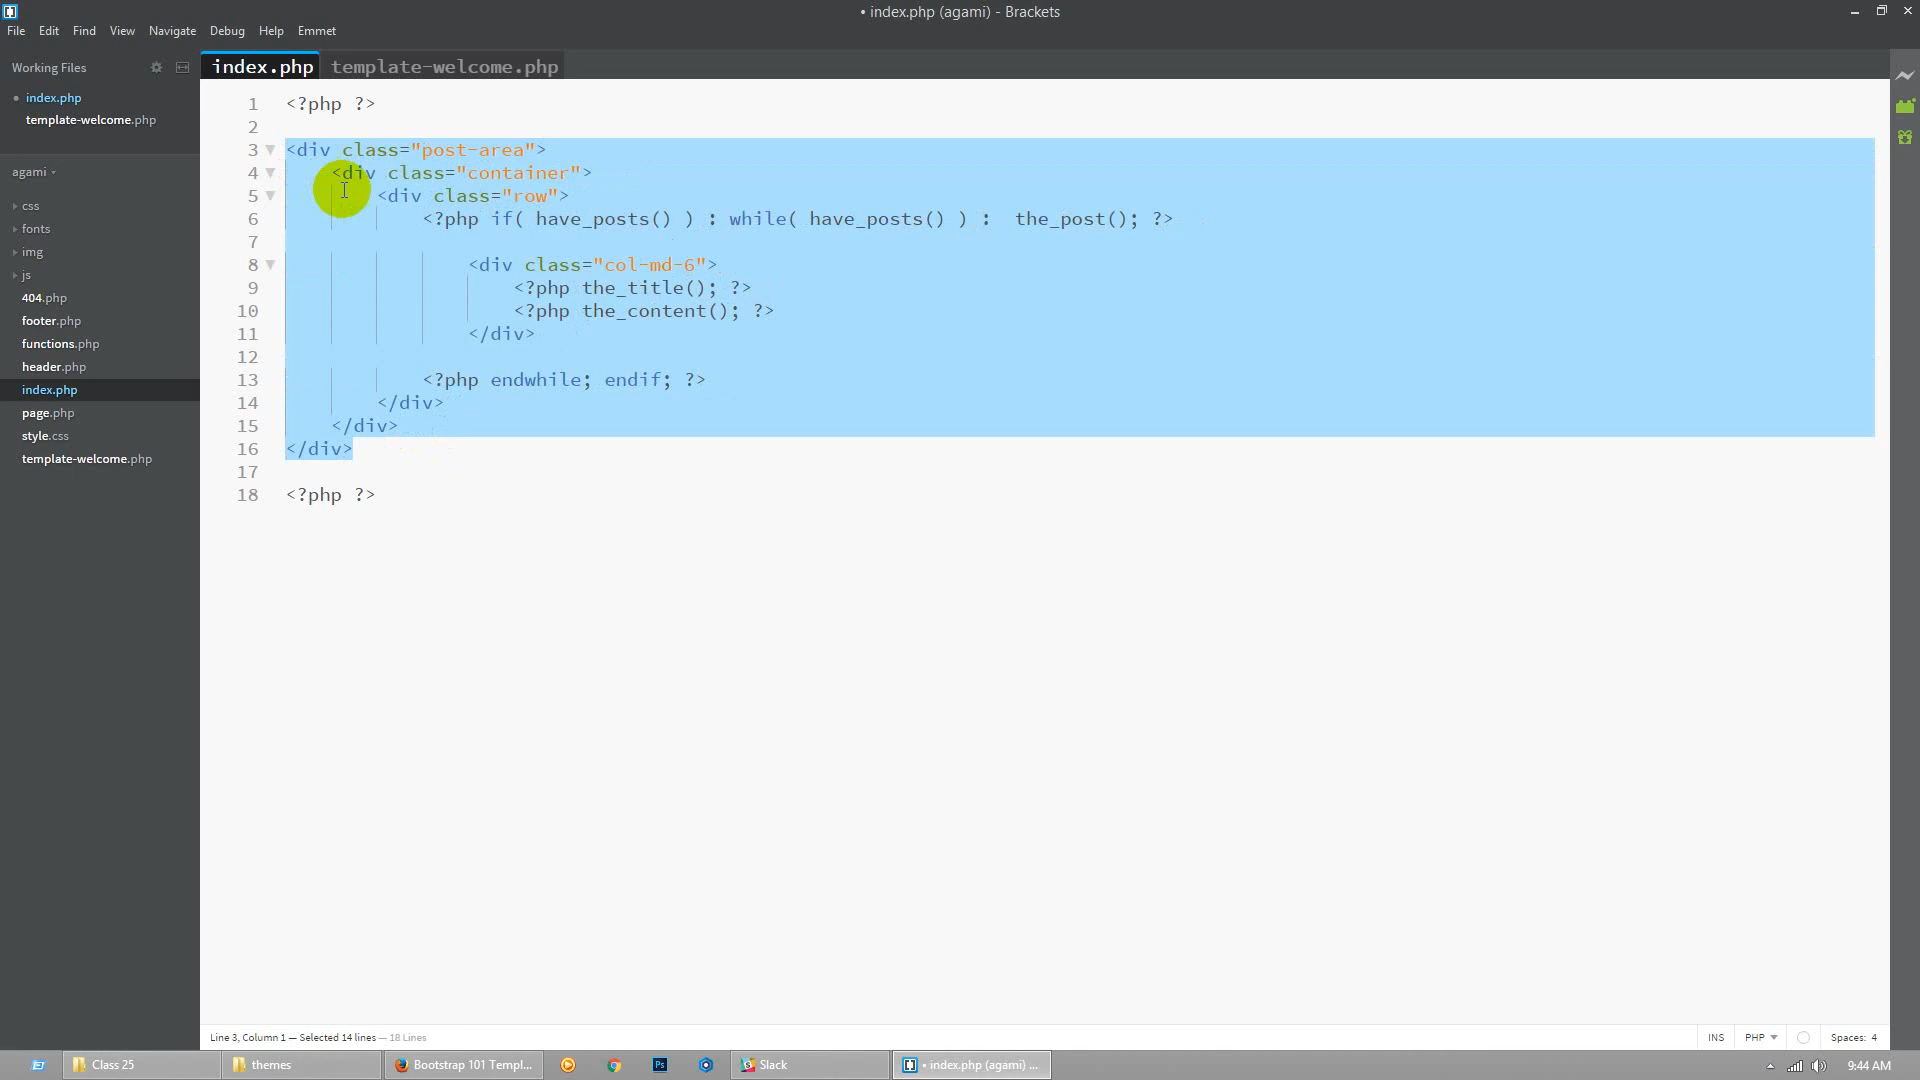 • index.php (agami) - Brackets
File Edit Find View Navigate Debug Help Emmet
Working Files
• index.php
template-welcome.php
agami
css
fonts
img
js
404.php
footer.php
functions.php
header.php
index.php
page.php
style.css
template-welcome.php
index.php template-welcome.php
1 <?php ?>
2
3 <div class="post-area">
4 <div class="container">
5 <div class="row">
6 <?php if( have_posts() ) : while( have_posts() ) :  the_post(); ?>
7
8 <div class="col-md-6">
9 <?php the_title(); ?>
10 <?php the_content(); ?>
11 </div>
12
13 <?php endwhile; endif; ?>
14 </div>
15 </div>
16 </div>
17
18 <?php ?>
Line 3, Column 1 — Selected 14 lines — 18 Lines
INS PHP Spaces: 4
Class 25 themes Bootstrap 101 Templ... Ps Slack • index.php (agami) ... 9:44 AM